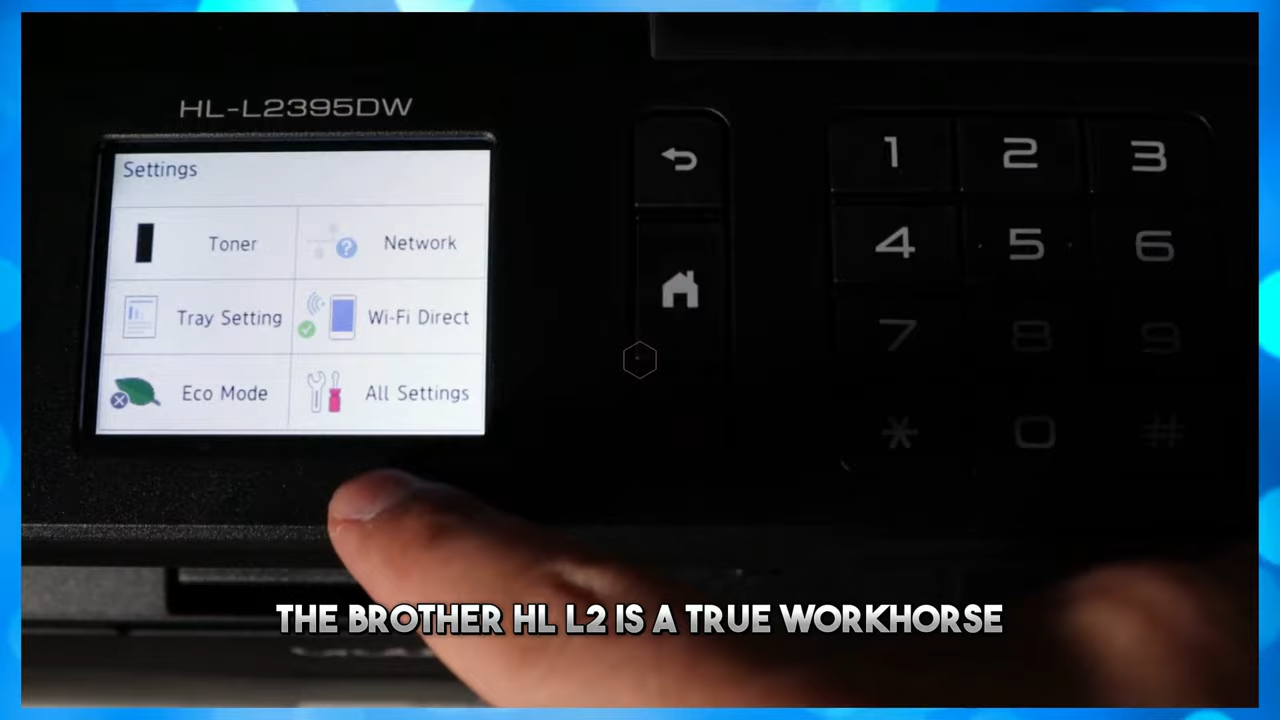 HL-L2395DW
Settings
Toner
Network
Tray Setting
Wi-Fi Direct
Eco Mode
All Settings
1 2 3
4 5 6
7 8 9
* 0 #
THE BROTHER HL L2 IS A TRUE WORKHORSE